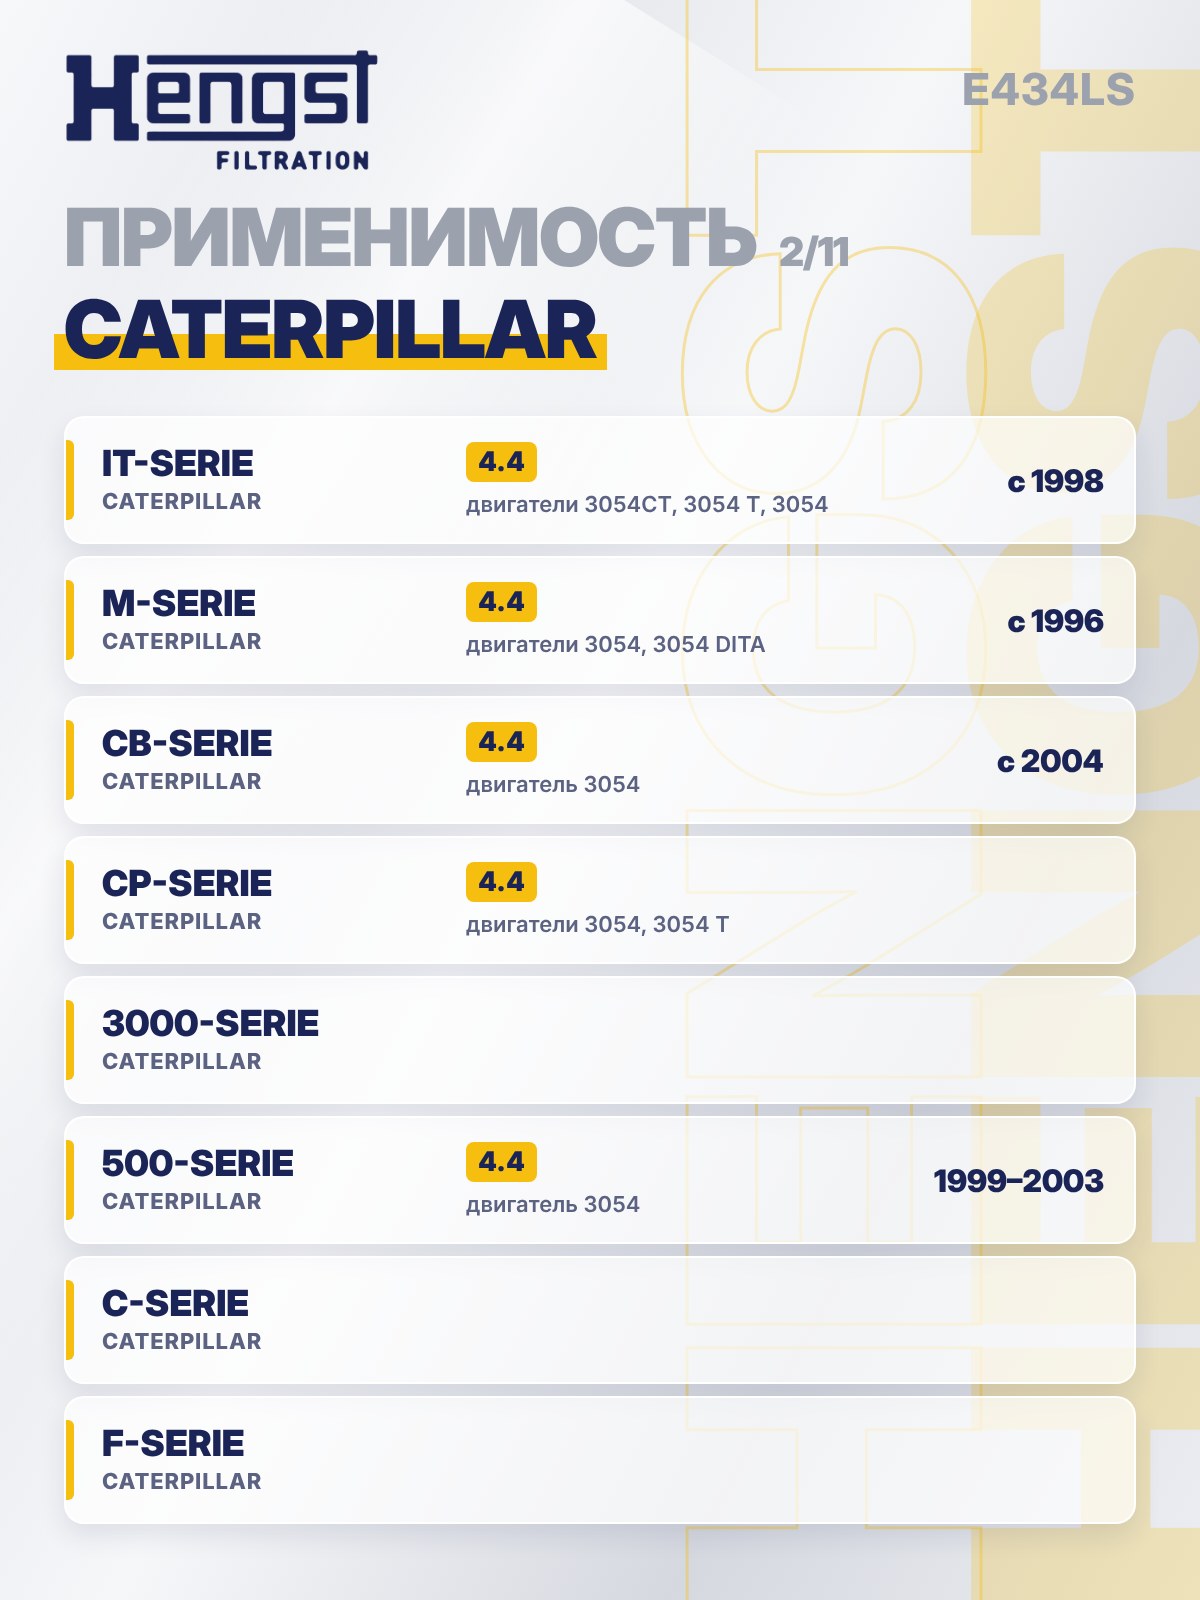 Hengst
FILTRATION
E434LS
ПРИМЕНИМОСТЬ 2/11
CATERPILLAR
IT-SERIE
CATERPILLAR
4.4
двигатели 3054CT, 3054 T, 3054
с 1998
M-SERIE
CATERPILLAR
4.4
двигатели 3054, 3054 DITA
с 1996
CB-SERIE
CATERPILLAR
4.4
двигатель 3054
с 2004
CP-SERIE
CATERPILLAR
4.4
двигатели 3054, 3054 T
3000-SERIE
CATERPILLAR
500-SERIE
CATERPILLAR
4.4
двигатель 3054
1999–2003
C-SERIE
CATERPILLAR
F-SERIE
CATERPILLAR
HENGST
HENGST